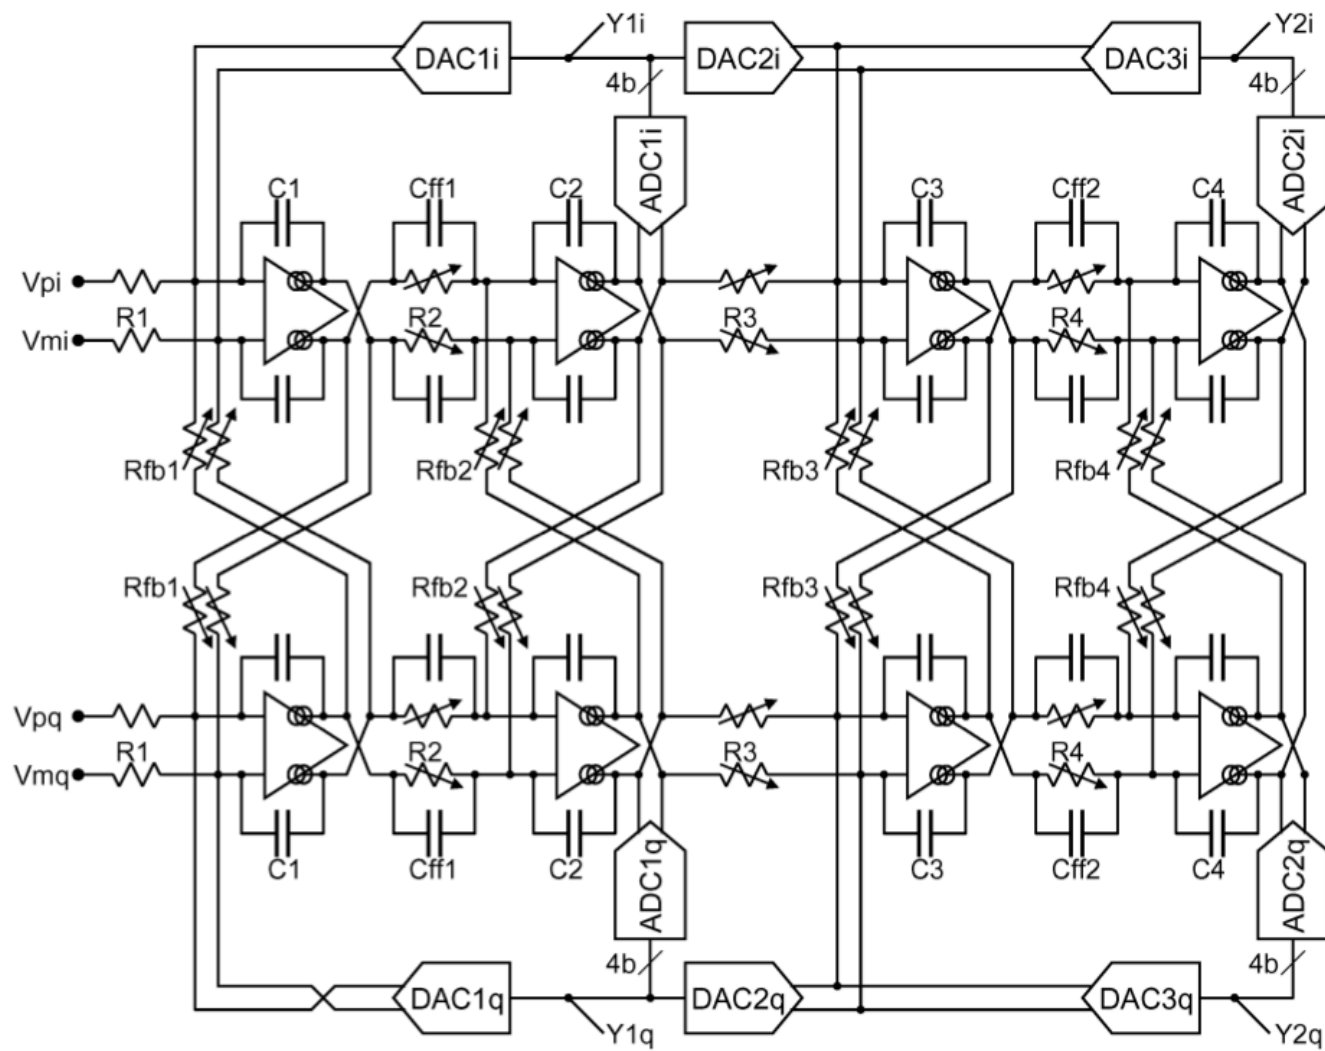 Y1i
Y2i
DAC1i
DAC2i
DAC3i
4b
4b
ADC1i
ADC2i
C1
Cff1
C2
C3
Cff2
C4
Vpi
Vmi
R1
R2
R3
R4
Rfb1
Rfb2
Rfb3
Rfb4
Rfb1
Rfb2
Rfb3
Rfb4
Vpq
Vmq
R1
R2
R3
R4
C1
Cff1
C2
C3
Cff2
C4
ADC1q
ADC2q
4b
4b
DAC1q
DAC2q
DAC3q
Y1q
Y2q